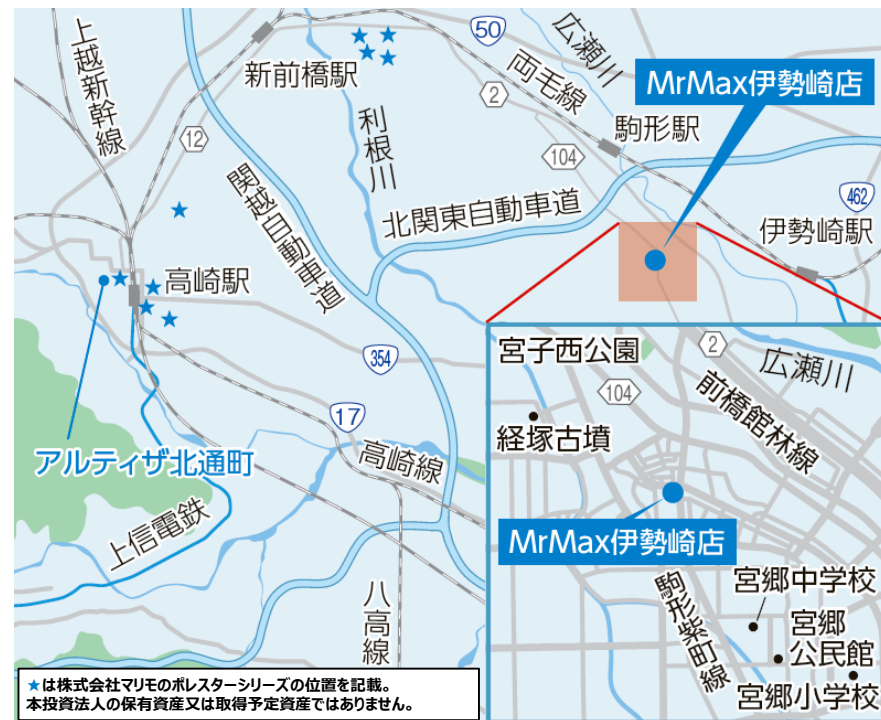 上越新幹線
新前橋駅
50
広瀬川
両毛線
2
MrMax伊勢崎店
駒形駅
12
利根川
104
関越自動車道
北関東自動車道
462
伊勢崎駅
高崎駅
354
17
アルティザ北通町
高崎線
上信電鉄
八高線
宮子西公園
2
広瀬川
104
前橋館林線
経塚古墳
MrMax伊勢崎店
駒形柴町線
宮郷中学校
宮郷
公民館
宮郷小学校
★は株式会社マリモのポレスターシリーズの位置を記載。
本投資法人の保有資産又は取得予定資産ではありません。